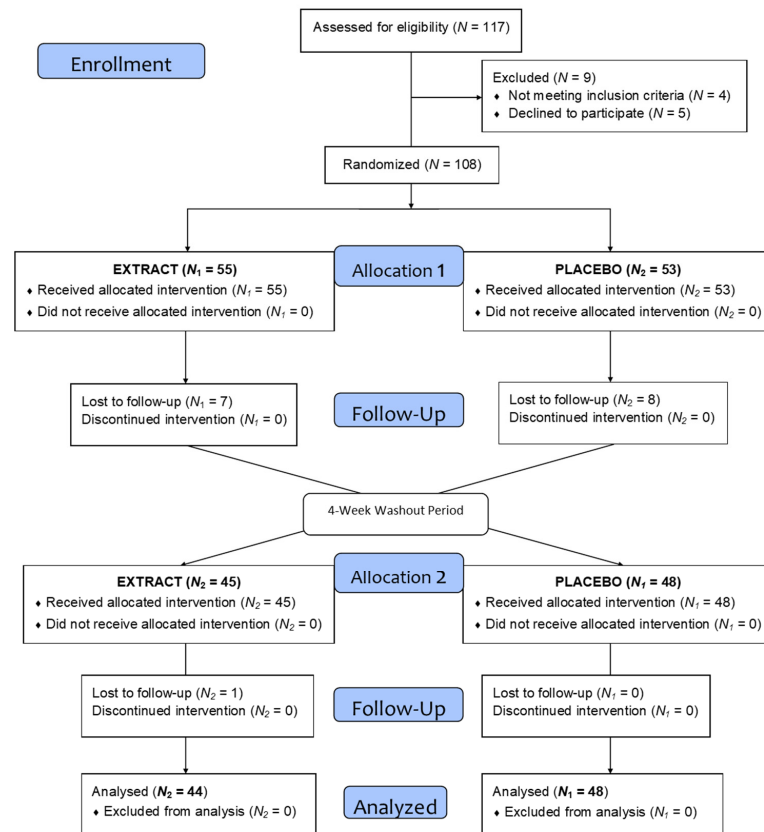 Assessed for eligibility (N = 117)
Enrollment
Excluded (N = 9)
♦ Not meeting inclusion criteria (N = 4)
♦ Declined to participate (N = 5)
Randomized (N = 108)
Allocation 1
EXTRACT (N₁ = 55)
♦ Received allocated intervention (N₁ = 55)
♦ Did not receive allocated intervention (N₁ = 0)
PLACEBO (N₂ = 53)
♦ Received allocated intervention (N₂ = 53)
♦ Did not receive allocated intervention (N₂ = 0)
Follow-Up
Lost to follow-up (N₁ = 7)
Discontinued intervention (N₁ = 0)
Lost to follow-up (N₂ = 8)
Discontinued intervention (N₂ = 0)
4-Week Washout Period
Allocation 2
EXTRACT (N₂ = 45)
♦ Received allocated intervention (N₂ = 45)
♦ Did not receive allocated intervention (N₂ = 0)
PLACEBO (N₁ = 48)
♦ Received allocated intervention (N₁ = 48)
♦ Did not receive allocated intervention (N₁ = 0)
Follow-Up
Lost to follow-up (N₂ = 1)
Discontinued intervention (N₂ = 0)
Lost to follow-up (N₁ = 0)
Discontinued intervention (N₁ = 0)
Analyzed
Analysed (N₂ = 44)
♦ Excluded from analysis (N₂ = 0)
Analysed (N₁ = 48)
♦ Excluded from analysis (N₁ = 0)